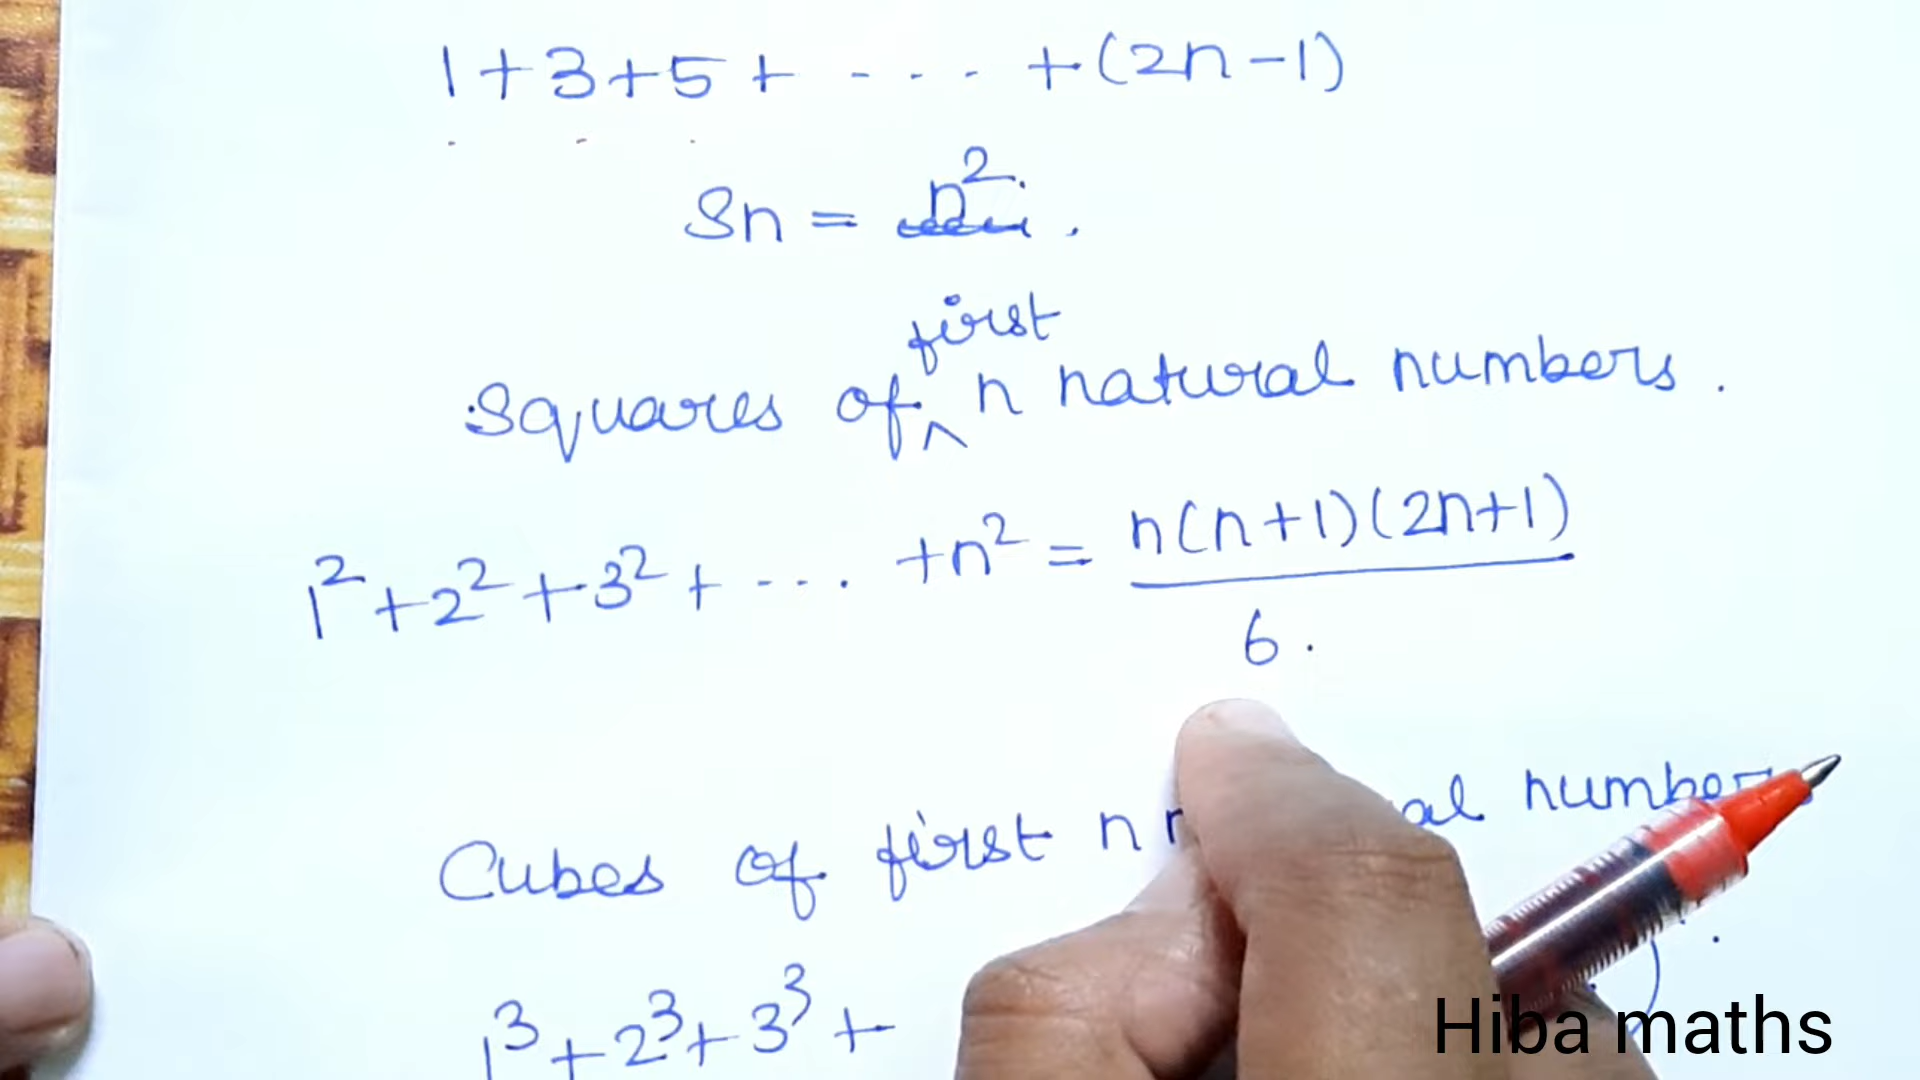 1+3+5+ - - - - +(2n-1)
Sn = n².
first
Squares of ^ n natural numbers.
1²+2²+3²+ - - - . +n² = n(n+1)(2n+1)
6.
Cubes of first n
1³+2³+3³+
Hiba maths